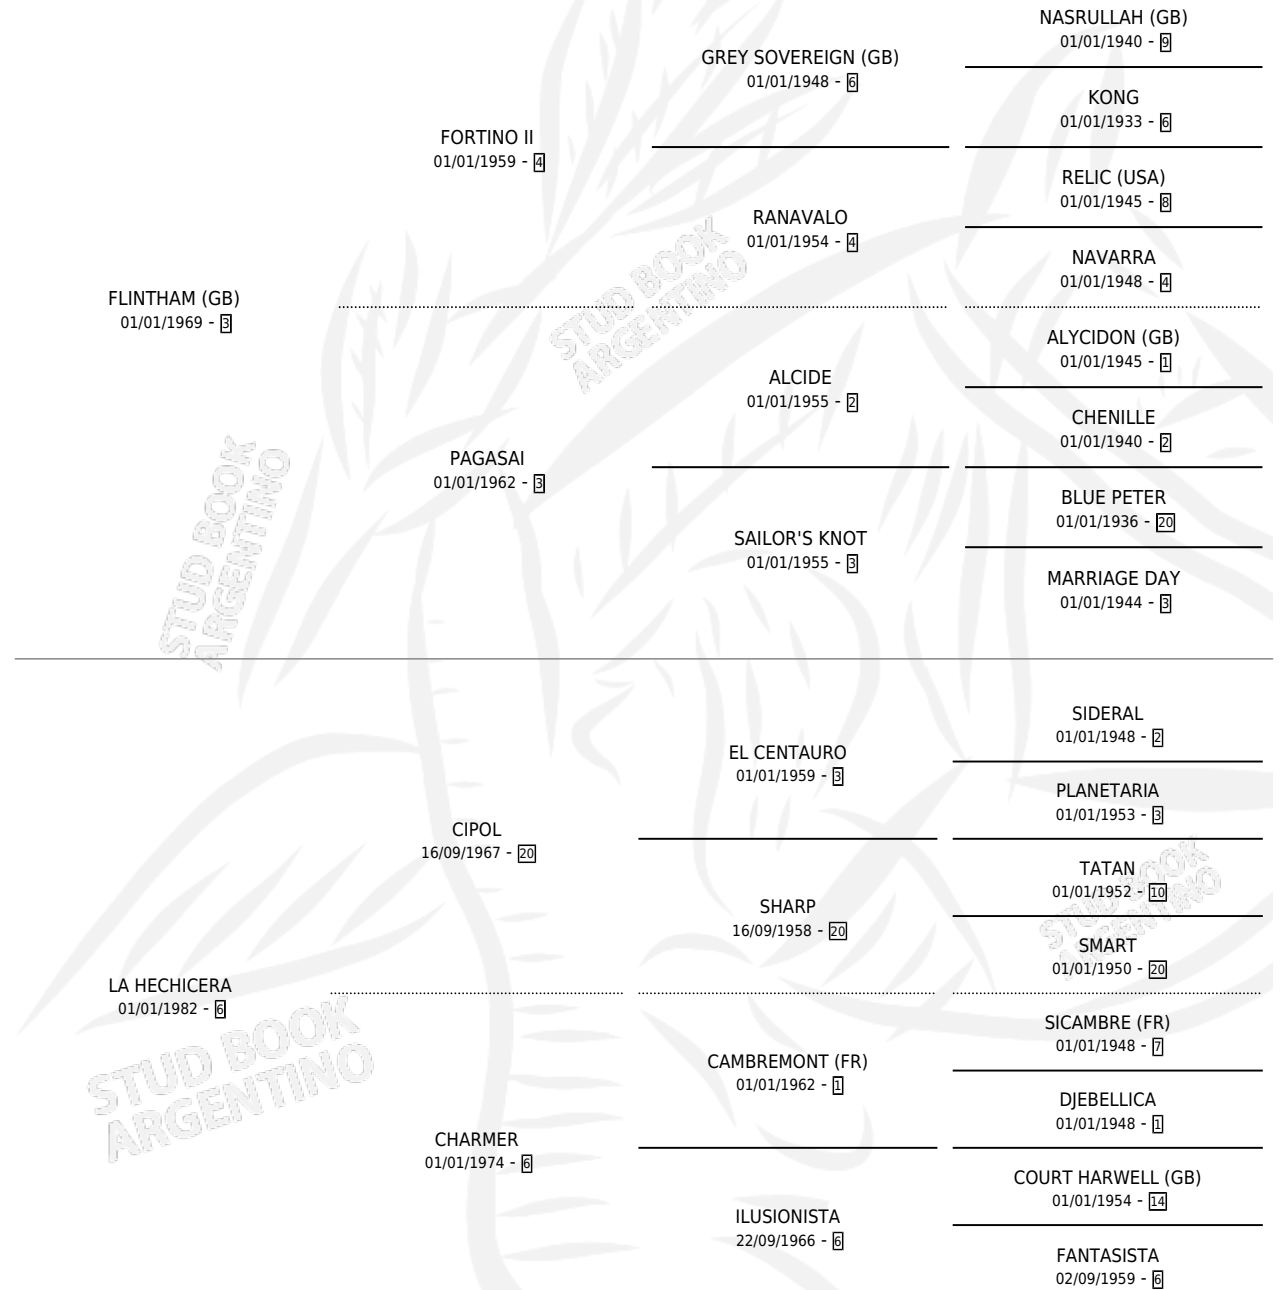 NASRULLAH (GB)
01/01/1940 - 9
GREY SOVEREIGN (GB)
01/01/1948 - 6
KONG
01/01/1933 - 6
FORTINO II
01/01/1959 - 4
RELIC (USA)
01/01/1945 - 8
RANAVALO
01/01/1954 - 4
NAVARRA
01/01/1948 - 4
FLINTHAM (GB)
01/01/1969 - 3
ALYCIDON (GB)
01/01/1945 - 1
ALCIDE
01/01/1955 - 2
CHENILLE
01/01/1940 - 2
PAGASAI
01/01/1962 - 3
BLUE PETER
01/01/1936 - 20
SAILOR'S KNOT
01/01/1955 - 3
MARRIAGE DAY
01/01/1944 - 3
STUD BOOK
ARGENTINO
STUD BOOK
ARGENTINO
SIDERAL
01/01/1948 - 2
EL CENTAURO
01/01/1959 - 3
PLANETARIA
01/01/1953 - 3
CIPOL
16/09/1967 - 20
TATAN
01/01/1952 - 10
SHARP
16/09/1958 - 20
SMART
01/01/1950 - 20
LA HECHICERA
01/01/1982 - 6
SICAMBRE (FR)
01/01/1948 - 7
CAMBREMONT (FR)
01/01/1962 - 1
DJEBELLICA
01/01/1948 - 1
CHARMER
01/01/1974 - 6
COURT HARWELL (GB)
01/01/1954 - 14
ILUSIONISTA
22/09/1966 - 6
FANTASISTA
02/09/1959 - 6
STUD BOOK
ARGENTINO
STUD BOOK
ARGENTINO